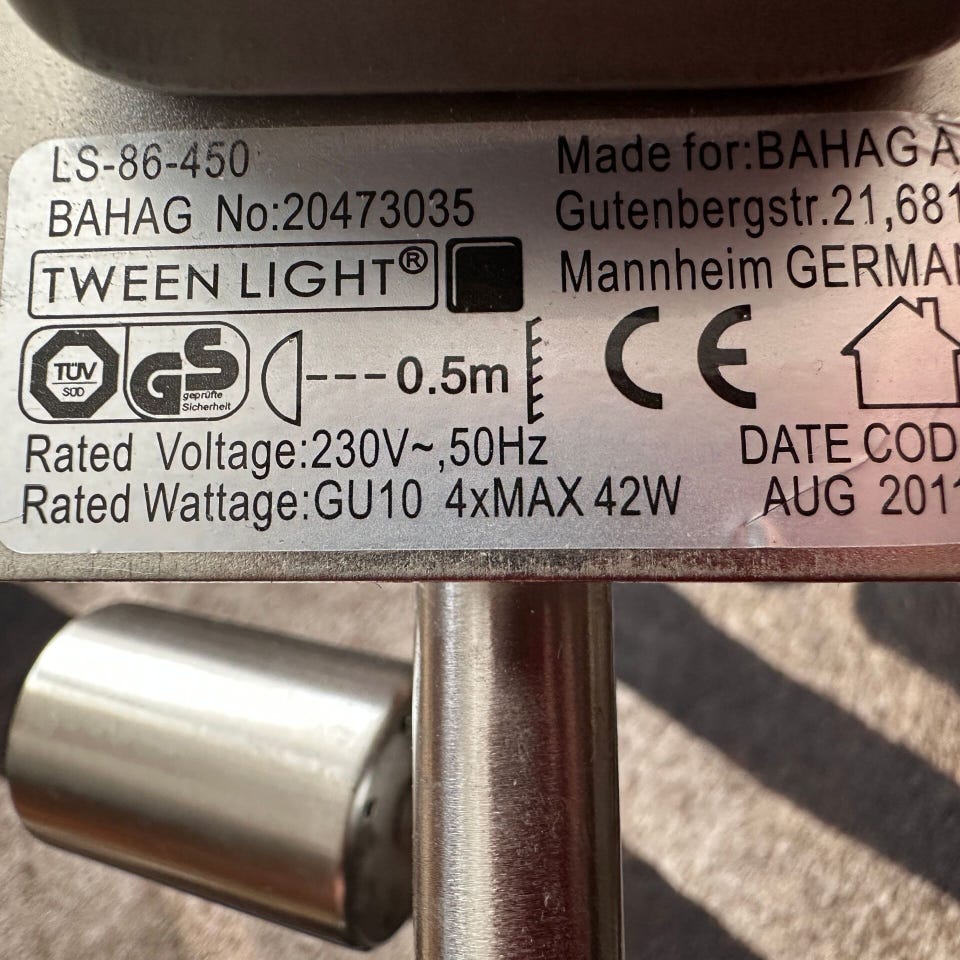 LS-86-450
BAHAG No:20473035
TWEEN LIGHT®
Made for:BAHAG A
Gutenbergstr.21,681
Mannheim GERMAN
TÜV
SÜD
GS
geprüfte
Sicherheit
0.5m
CE
Rated Voltage:230V~,50Hz
Rated Wattage:GU10 4xMAX 42W
DATE COD
AUG 2011